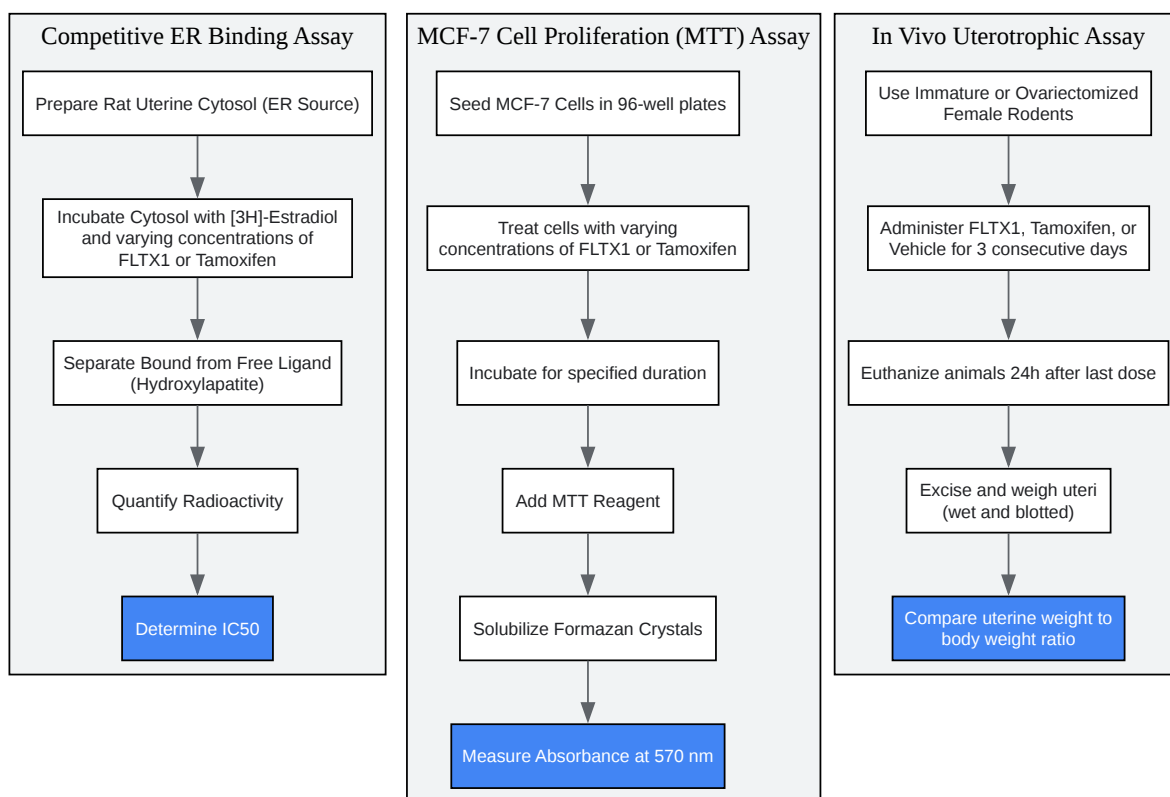 Competitive ER Binding Assay
Prepare Rat Uterine Cytosol (ER Source)
Incubate Cytosol with [3H]-Estradiol
and varying concentrations of
FLTX1 or Tamoxifen
Separate Bound from Free Ligand
(Hydroxylapatite)
Quantify Radioactivity
Determine IC50
MCF-7 Cell Proliferation (MTT) Assay
Seed MCF-7 Cells in 96-well plates
Treat cells with varying
concentrations of FLTX1 or Tamoxifen
Incubate for specified duration
Add MTT Reagent
Solubilize Formazan Crystals
Measure Absorbance at 570 nm
In Vivo Uterotrophic Assay
Use Immature or Ovariectomized
Female Rodents
Administer FLTX1, Tamoxifen, or
Vehicle for 3 consecutive days
Euthanize animals 24h after last dose
Excise and weigh uteri
(wet and blotted)
Compare uterine weight to
body weight ratio